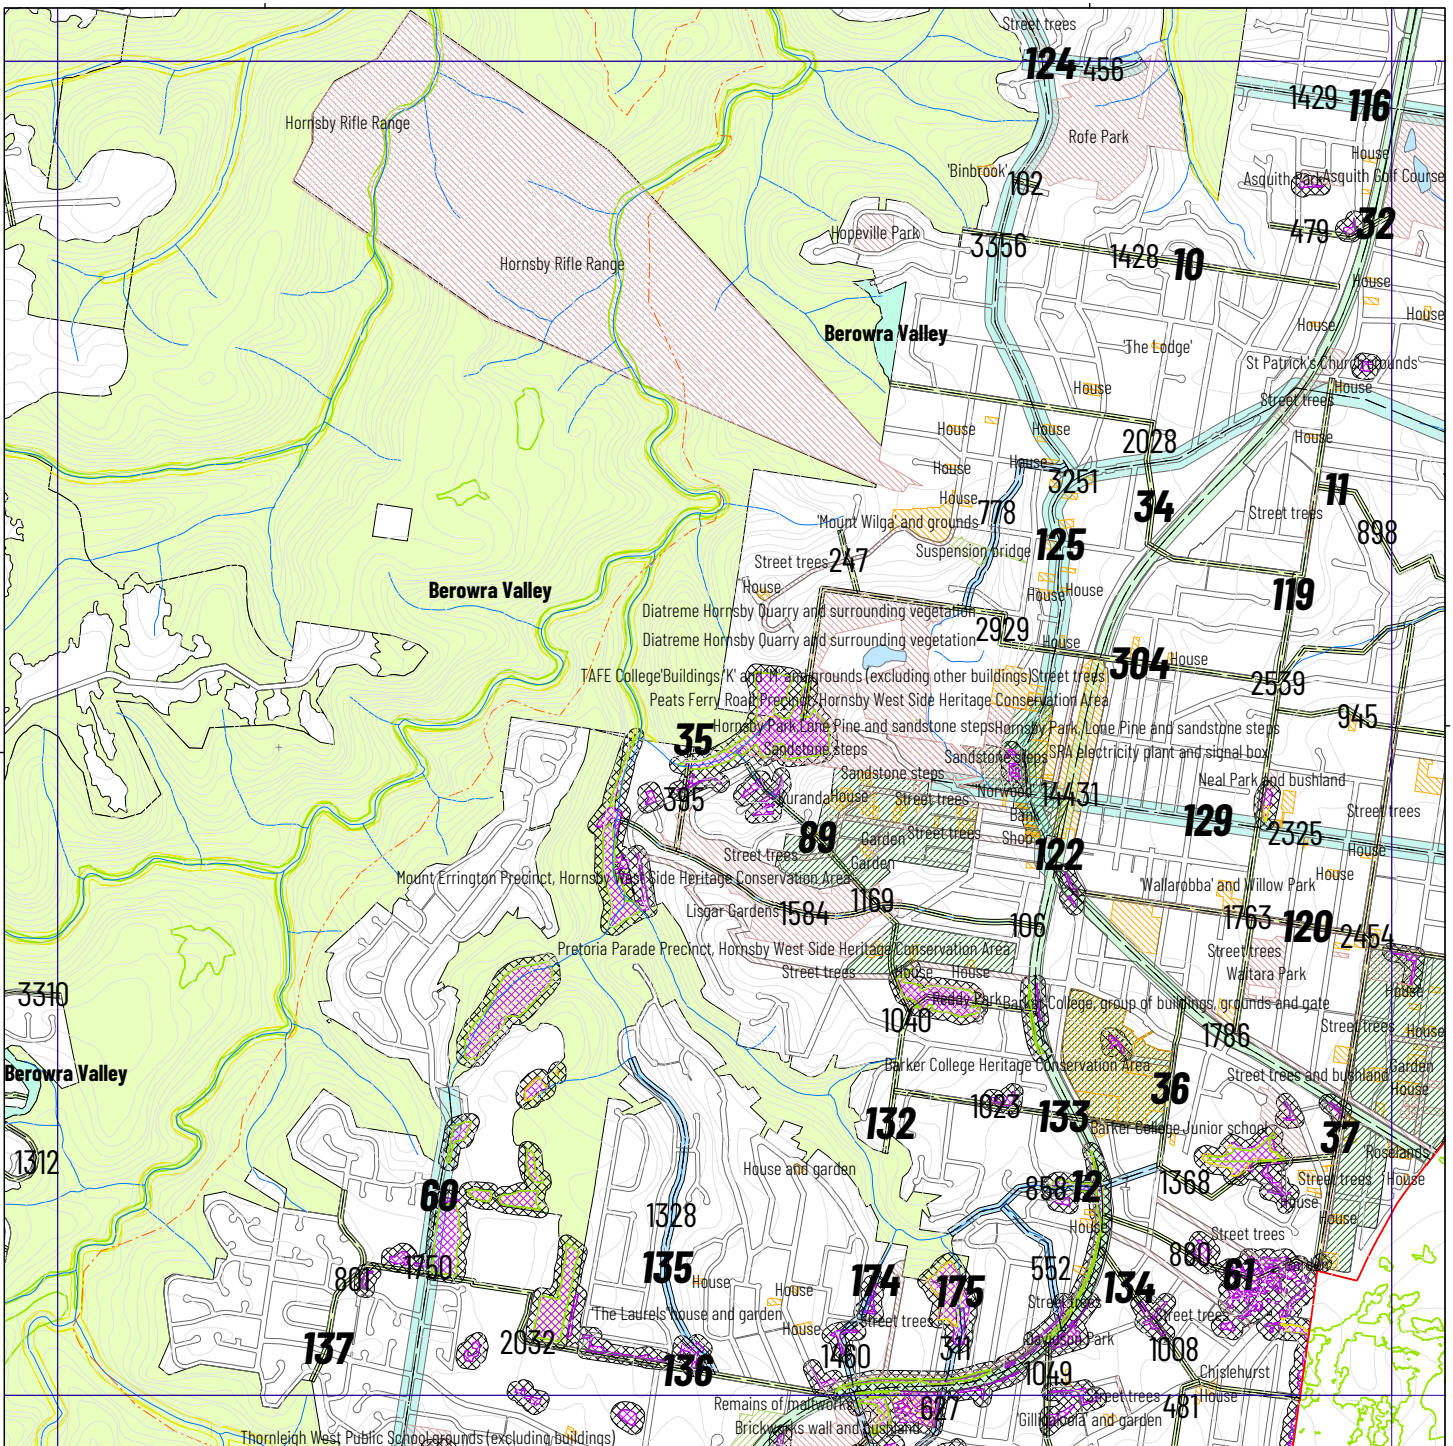 Street trees
124 456
1429 116
Hornsby Rifle Range
Rofe Park
House
'Binbrook'
102
Asquith Park
Asquith Golf Course
479 32
Hopeville Park
3356
1428 10
Hornsby Rifle Range
House
House
House
Berowra Valley
'The Lodge'
St Patrick's Church grounds
House
House
Street trees
House
House
House
2028
House
House
3251
House
11
34
778
'Mount Wilga' and grounds
Street trees
898
125
Suspension bridge
Street trees 247
House
Berowra Valley
House
House
119
Diatreme Hornsby Quarry and surrounding vegetation
2929
Diatreme Hornsby Quarry and surrounding vegetation
House
304
House
TAFE College 'Buildings 'K' and 'M' and grounds (excluding other buildings)
Street trees
2539
Peats Ferry Road Precinct, Hornsby West Side Heritage Conservation Area
945
Hornsby Park Lone Pine and sandstone steps
Hornsby Park, Lone Pine and sandstone steps
35
Sandstone steps
Sandstone steps
SRA electricity plant and signal box
Sandstone steps
Neal Park and bushland
395
House
Street trees
'Norwood'
14431
Street trees
Bank
129
2325
89
Garden
Street trees
Shop
122
House
Street trees
Garden
House
Mount Errington Precinct, Hornsby West Side Heritage Conservation Area
'Wallarobba' and Willow Park
Lisgar Gardens
1584
1169
106
1763
120
2454
Pretoria Parade Precinct, Hornsby West Side Heritage Conservation Area
Street trees
Street trees
House
House
Waitara Park
3310
House
Reddy Park
Barker College, group of buildings, grounds and gate
1040
Street trees
House
1786
Barker College Heritage Conservation Area
Garden
Berowra Valley
Street trees and bushland
House
36
1023
133
132
Barker College Junior school
37
1312
Roselands
House and garden
60
858
12
1368
Street trees
House
House
1328
House
House
Street trees
880
135
1750
801
House
House
174
175
552
134
61
Garden
'The Laurels' house and garden
Street trees
Street trees
Street trees
House
137
2032
136
1460
311
Davidson Park
1008
1049
Chislehurst
Remains of maltworks
627
Street trees
House
481
'Gilligaloola' and garden
Brickworks wall and bushland
Thornleigh West Public School grounds (excluding buildings)